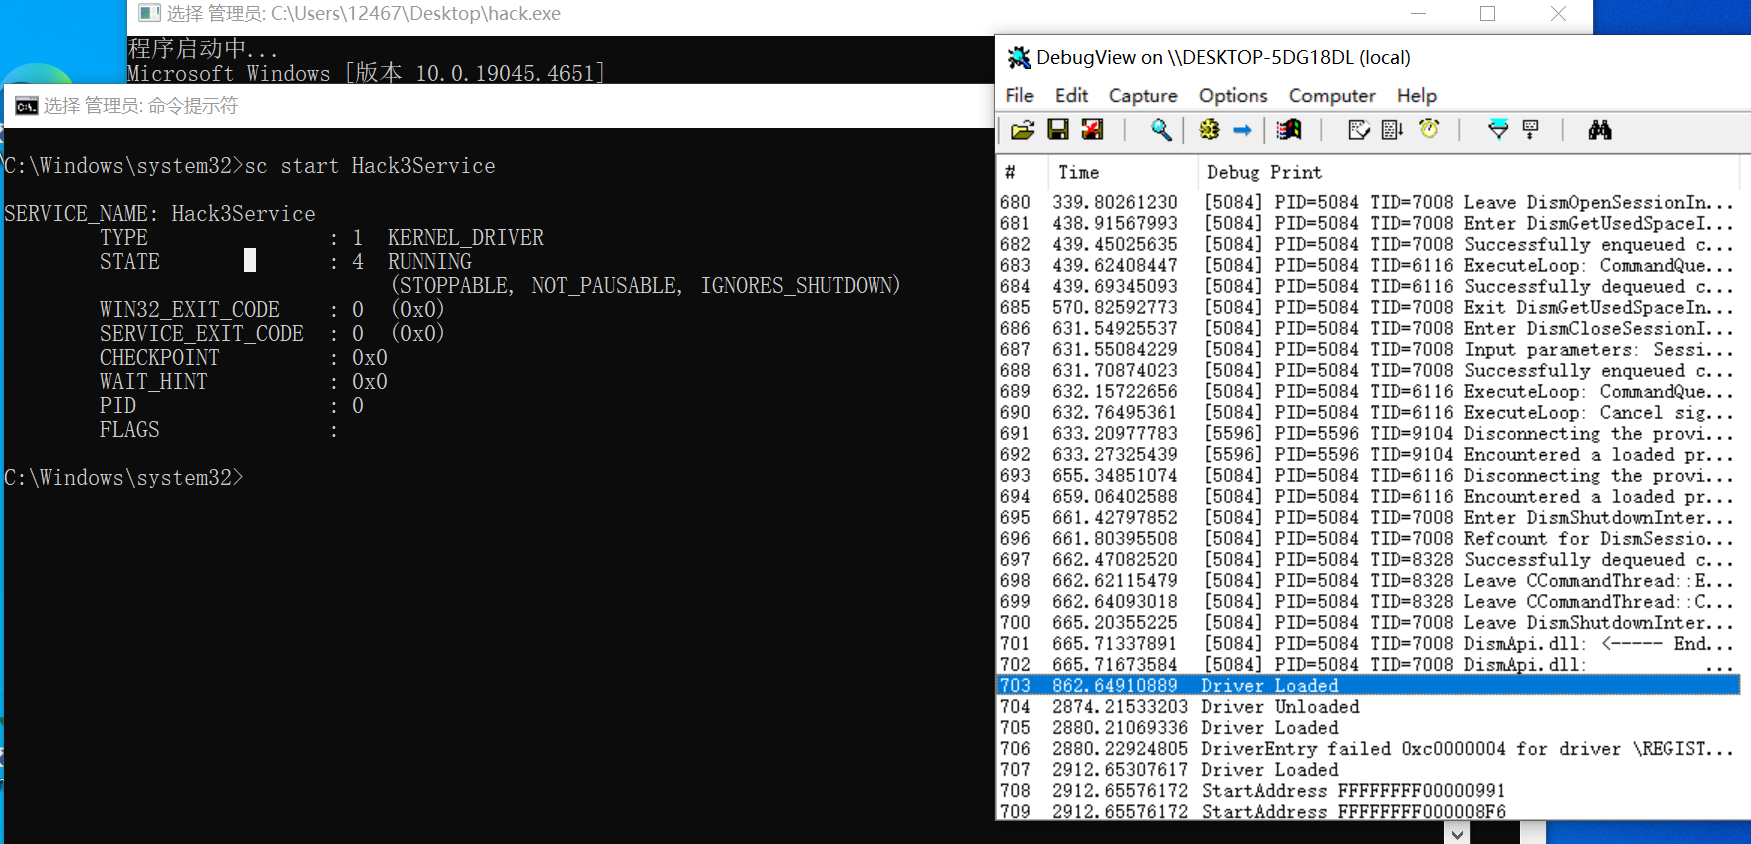 选择 管理员: C:\Users\12467\Desktop\hack.exe
程序启动中...
Microsoft Windows [版本 10.0.19045.4651]
选择 管理员: 命令提示符
C:\Windows\system32>sc start Hack3Service
SERVICE_NAME: Hack3Service
TYPE : 1 KERNEL_DRIVER
STATE : 4 RUNNING
(STOPPABLE, NOT_PAUSABLE, IGNORES_SHUTDOWN)
WIN32_EXIT_CODE : 0 (0x0)
SERVICE_EXIT_CODE : 0 (0x0)
CHECKPOINT : 0x0
WAIT_HINT : 0x0
PID : 0
FLAGS :
C:\Windows\system32>
DebugView on \\DESKTOP-5DG18DL (local)
File Edit Capture Options Computer Help
# Time Debug Print
680 339.80261230 [5084] PID=5084 TID=7008 Leave DismOpenSessionIn...
681 438.91567993 [5084] PID=5084 TID=7008 Enter DismGetUsedSpaceI...
682 439.45025635 [5084] PID=5084 TID=7008 Successfully enqueued c...
683 439.62408447 [5084] PID=5084 TID=6116 ExecuteLoop: CommandQue...
684 439.69345093 [5084] PID=5084 TID=6116 Successfully dequeued c...
685 570.82592773 [5084] PID=5084 TID=7008 Exit DismGetUsedSpaceIn...
686 631.54925537 [5084] PID=5084 TID=7008 Enter DismCloseSessionI...
687 631.55084229 [5084] PID=5084 TID=7008 Input parameters: Sessi...
688 631.70874023 [5084] PID=5084 TID=7008 Successfully enqueued c...
689 632.15722656 [5084] PID=5084 TID=6116 ExecuteLoop: CommandQue...
690 632.76495361 [5084] PID=5084 TID=6116 ExecuteLoop: Cancel sig...
691 633.20977783 [5596] PID=5596 TID=9104 Disconnecting the provi...
692 633.27325439 [5596] PID=5596 TID=9104 Encountered a loaded pr...
693 655.34851074 [5084] PID=5084 TID=6116 Disconnecting the provi...
694 659.06402588 [5084] PID=5084 TID=6116 Encountered a loaded pr...
695 661.42797852 [5084] PID=5084 TID=7008 Enter DismShutdownInter...
696 661.80395508 [5084] PID=5084 TID=7008 Refcount for DismSessio...
697 662.47082520 [5084] PID=5084 TID=8328 Successfully dequeued c...
698 662.62115479 [5084] PID=5084 TID=8328 Leave CCommandThread::E...
699 662.64093018 [5084] PID=5084 TID=8328 Leave CCommandThread::C...
700 665.20355225 [5084] PID=5084 TID=7008 Leave DismShutdownInter...
701 665.71337891 [5084] PID=5084 TID=7008 DismApi.dll: <----- End...
702 665.71673584 [5084] PID=5084 TID=7008 DismApi.dll: ...
703 862.64910889 Driver Loaded
704 2874.21533203 Driver Unloaded
705 2880.21069336 Driver Loaded
706 2880.22924805 DriverEntry failed 0xc0000004 for driver \REGIST...
707 2912.65307617 Driver Loaded
708 2912.65576172 StartAddress FFFFFFFF00000991
709 2912.65576172 StartAddress FFFFFFFF000008F6